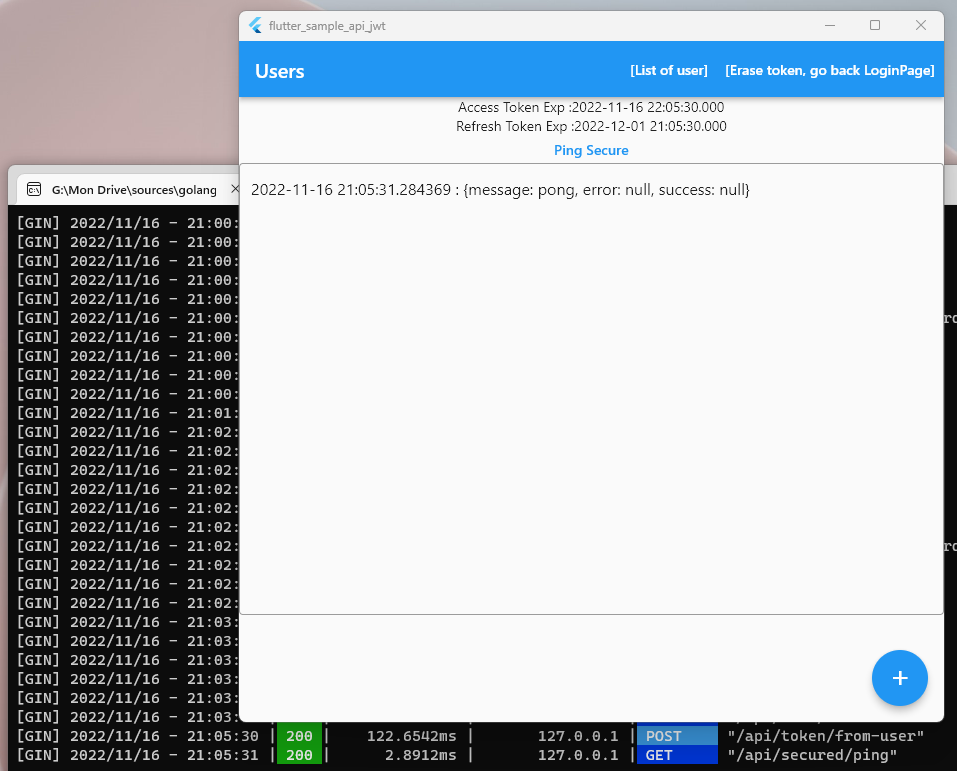 flutter_sample_api_jwt
Users
[List of user]
[Erase token, go back LoginPage]
Access Token Exp :2022-11-16 22:05:30.000
Refresh Token Exp :2022-12-01 21:05:30.000
Ping Secure
2022-11-16 21:05:31.284369 : {message: pong, error: null, success: null}
+
G:\Mon Drive\sources\golang
[GIN] 2022/11/16 - 21:00:
[GIN] 2022/11/16 - 21:00:
[GIN] 2022/11/16 - 21:00:
[GIN] 2022/11/16 - 21:00:
[GIN] 2022/11/16 - 21:00:
[GIN] 2022/11/16 - 21:00:
[GIN] 2022/11/16 - 21:00:
[GIN] 2022/11/16 - 21:00:
[GIN] 2022/11/16 - 21:00:
[GIN] 2022/11/16 - 21:00:
[GIN] 2022/11/16 - 21:01:
[GIN] 2022/11/16 - 21:02:
[GIN] 2022/11/16 - 21:02:
[GIN] 2022/11/16 - 21:02:
[GIN] 2022/11/16 - 21:02:
[GIN] 2022/11/16 - 21:02:
[GIN] 2022/11/16 - 21:02:
[GIN] 2022/11/16 - 21:02:
[GIN] 2022/11/16 - 21:02:
[GIN] 2022/11/16 - 21:02:
[GIN] 2022/11/16 - 21:02:
[GIN] 2022/11/16 - 21:03:
[GIN] 2022/11/16 - 21:03:
[GIN] 2022/11/16 - 21:03:
[GIN] 2022/11/16 - 21:03:
[GIN] 2022/11/16 - 21:03:
[GIN] 2022/11/16 - 21:03:
[GIN] 2022/11/16 - 21:05:30 | 200 | 122.6542ms | 127.0.0.1 | POST "/api/token/from-user"
[GIN] 2022/11/16 - 21:05:31 | 200 | 2.8912ms | 127.0.0.1 | GET "/api/secured/ping"